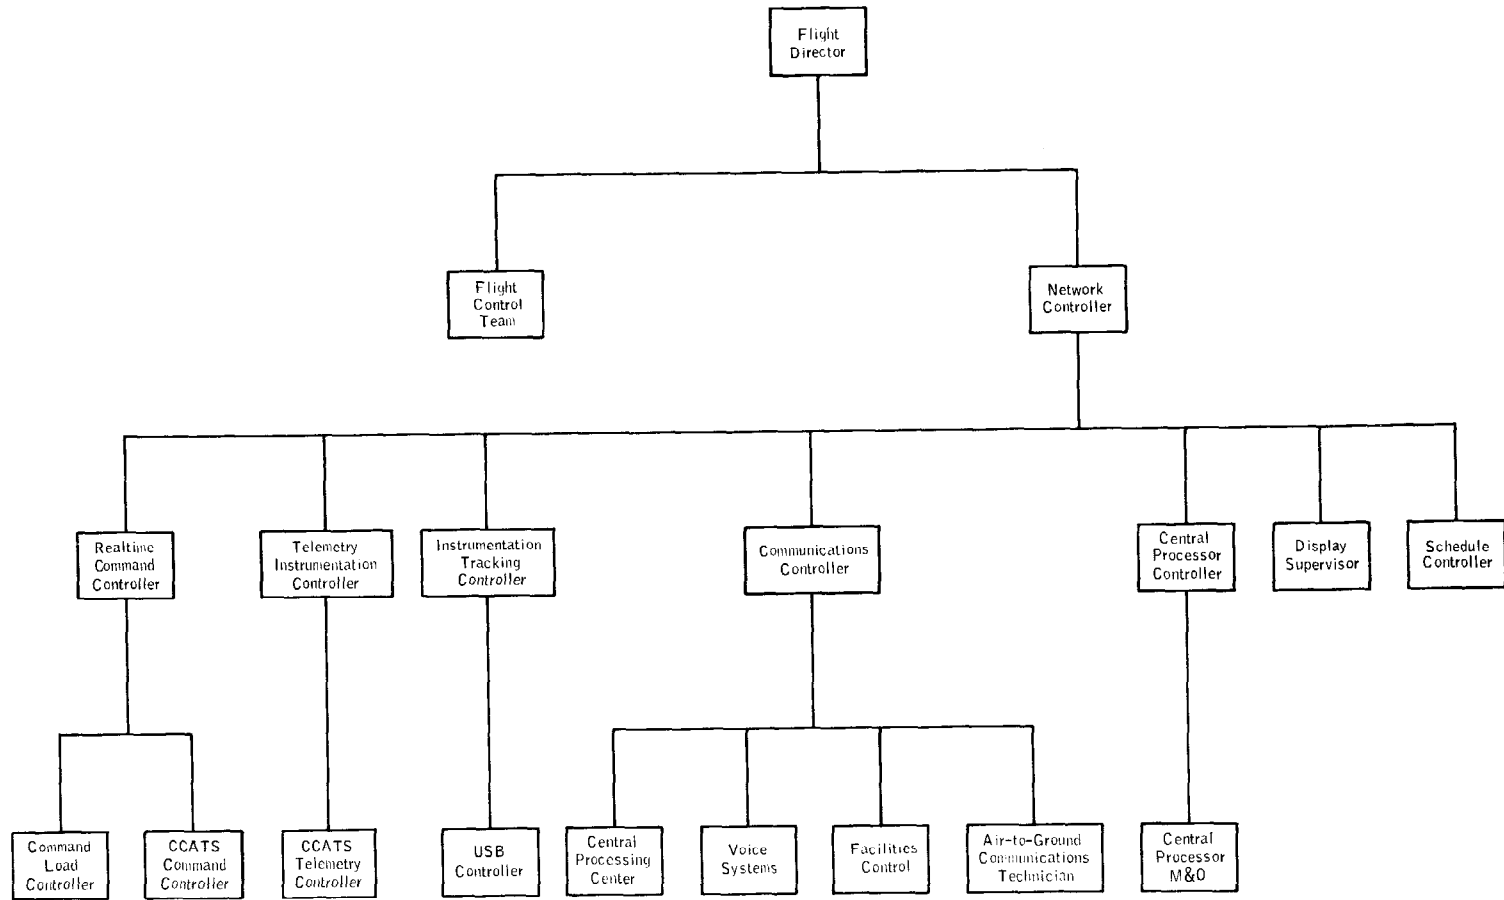 Flight
Director
Flight
Control
Team
Network
Controller
Realtime
Command
Controller
Telemetry
Instrumentation
Controller
Instrumentation
Tracking
Controller
Communications
Controller
Central
Processor
Controller
Display
Supervisor
Schedule
Controller
Command
Load
Controller
CCATS
Command
Controller
CCATS
Telemetry
Controller
USB
Controller
Central
Processing
Center
Voice
Systems
Facilities
Control
Air-to-Ground
Communications
Technician
Central
Processor
M&O